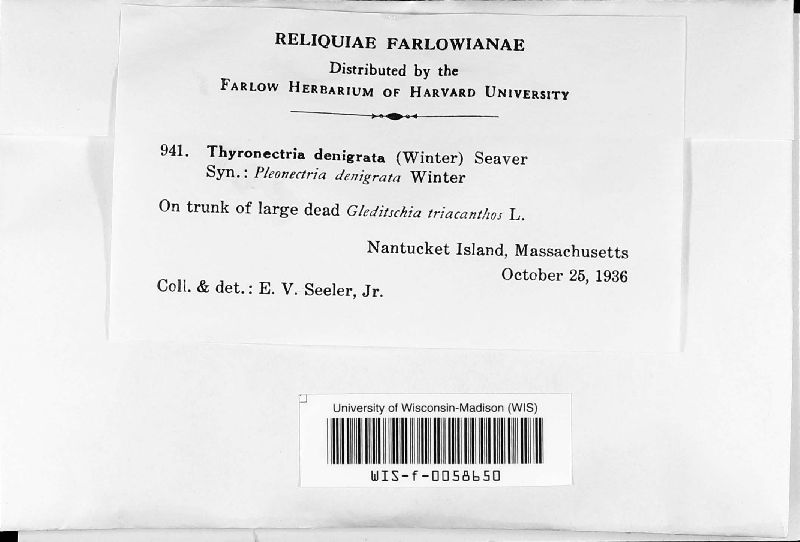 RELIQUIAE FARLOWIANAE
Distributed by the
FARLOW HERBARIUM OF HARVARD UNIVERSITY
941. Thyronectria denigrata (Winter) Seaver
Syn.: Pleonectria denigrata Winter
On trunk of large dead Gleditschia triacanthos L.
Nantucket Island, Massachusetts
October 25, 1936
Coll. & det.: E. V. Seeler, Jr.
University of Wisconsin-Madison (WIS)
WIS-f-0058650